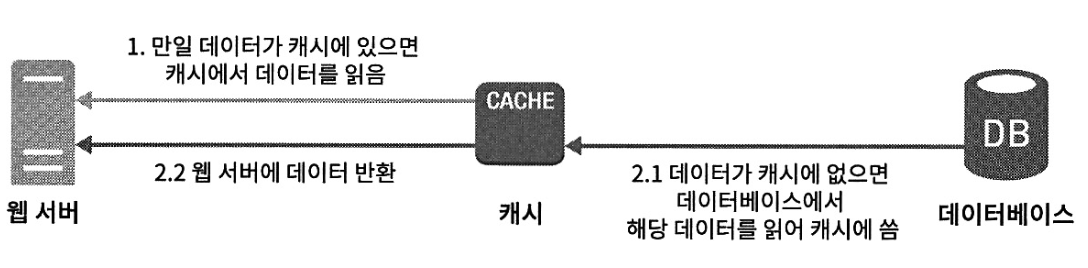 1. 만일 데이터가 캐시에 있으면
캐시에서 데이터를 읽음
CACHE
DB
2.2 웹 서버에 데이터 반환
2.1 데이터가 캐시에 없으면
데이터베이스에서
해당 데이터를 읽어 캐시에 씀
웹 서버
캐시
데이터베이스